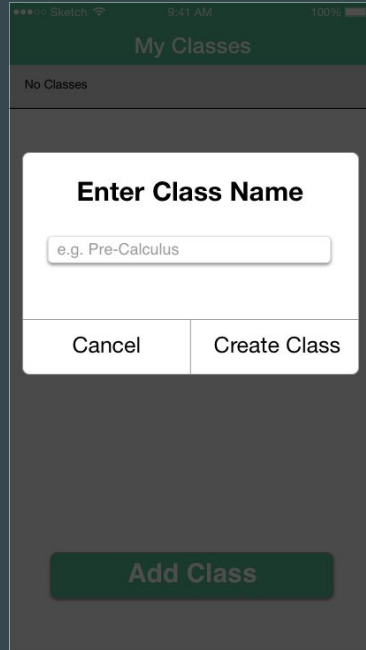 Sketch 9:41 AM 100%
My Classes
No Classes
Enter Class Name
e.g. Pre-Calculus
Cancel Create Class
Add Class